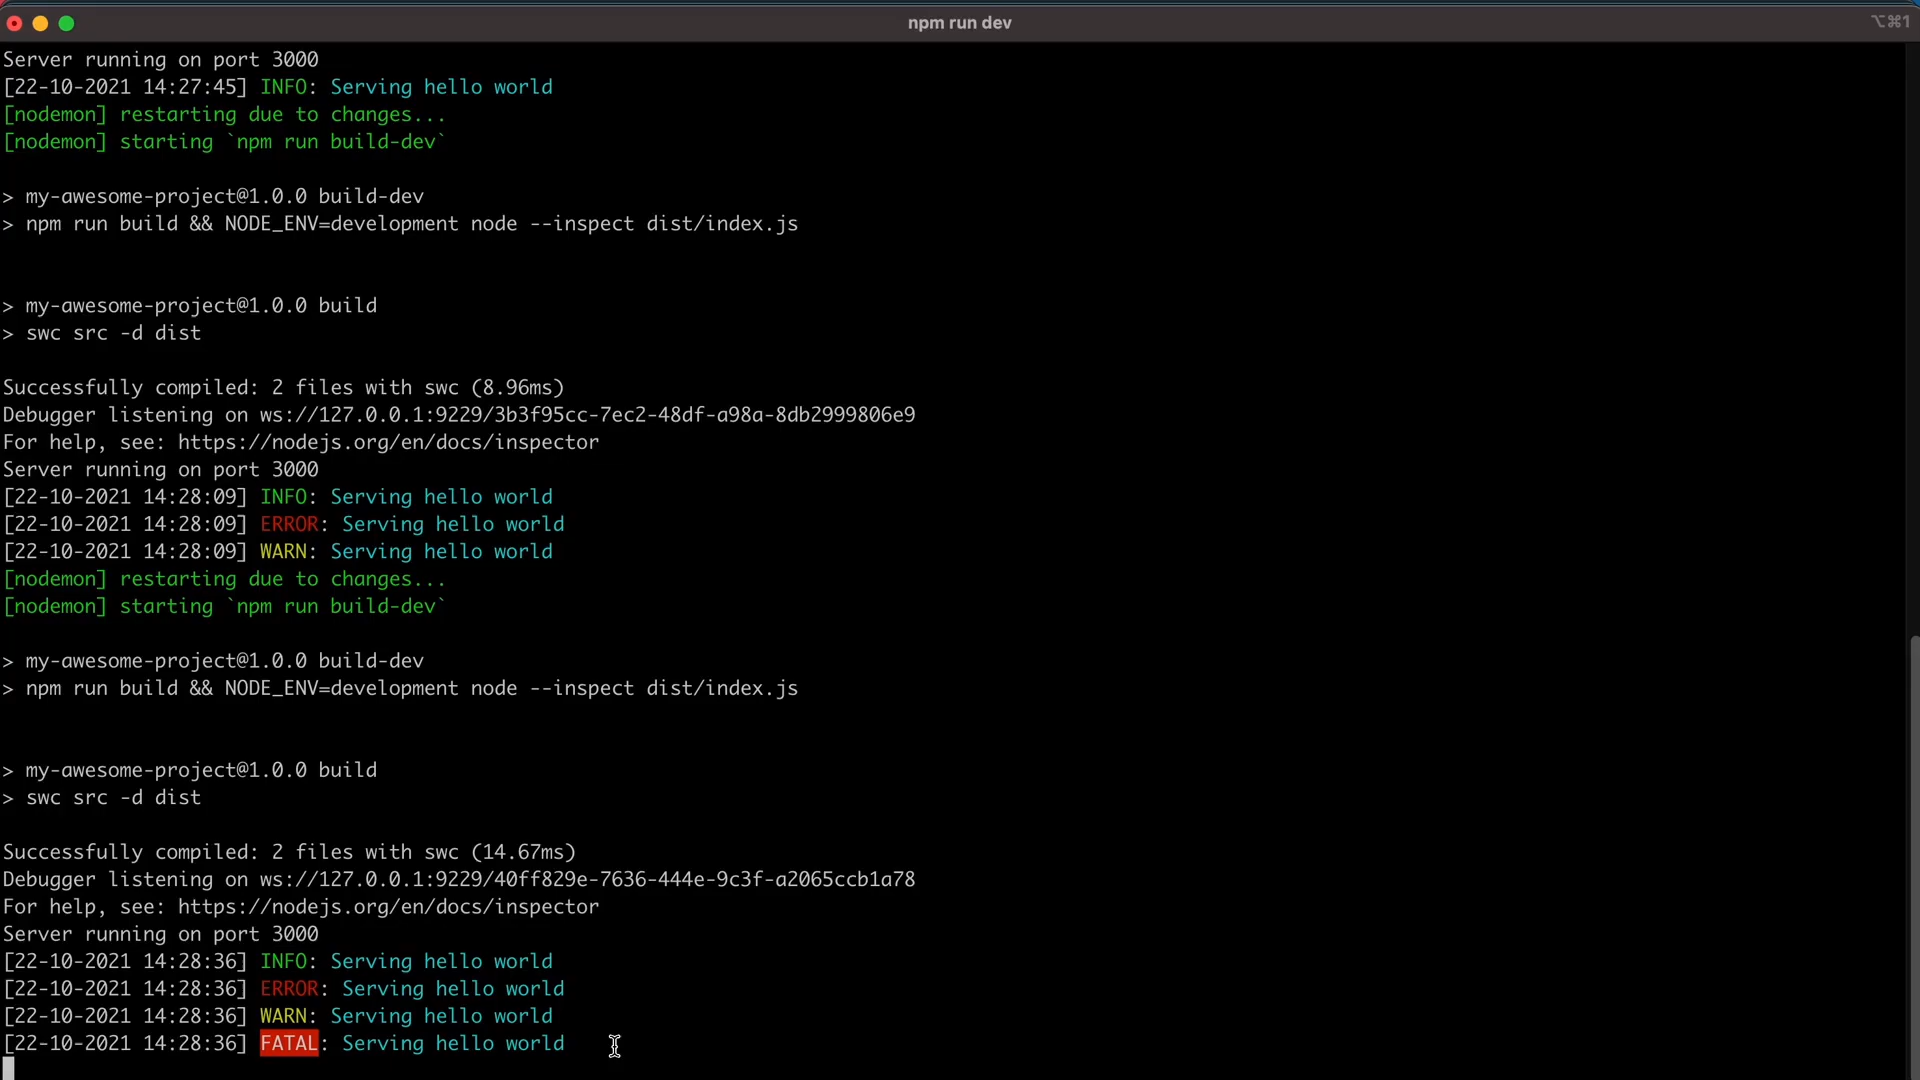 npm run dev
⌥⌘1
Server running on port 3000
[22-10-2021 14:27:45] INFO: Serving hello world
[nodemon] restarting due to changes...
[nodemon] starting `npm run build-dev`
> my-awesome-project@1.0.0 build-dev
> npm run build && NODE_ENV=development node --inspect dist/index.js
> my-awesome-project@1.0.0 build
> swc src -d dist
Successfully compiled: 2 files with swc (8.96ms)
Debugger listening on ws://127.0.0.1:9229/3b3f95cc-7ec2-48df-a98a-8db2999806e9
For help, see: https://nodejs.org/en/docs/inspector
Server running on port 3000
[22-10-2021 14:28:09] INFO: Serving hello world
[22-10-2021 14:28:09] ERROR: Serving hello world
[22-10-2021 14:28:09] WARN: Serving hello world
[nodemon] restarting due to changes...
[nodemon] starting `npm run build-dev`
> my-awesome-project@1.0.0 build-dev
> npm run build && NODE_ENV=development node --inspect dist/index.js
> my-awesome-project@1.0.0 build
> swc src -d dist
Successfully compiled: 2 files with swc (14.67ms)
Debugger listening on ws://127.0.0.1:9229/40ff829e-7636-444e-9c3f-a2065ccb1a78
For help, see: https://nodejs.org/en/docs/inspector
Server running on port 3000
[22-10-2021 14:28:36] INFO: Serving hello world
[22-10-2021 14:28:36] ERROR: Serving hello world
[22-10-2021 14:28:36] WARN: Serving hello world
[22-10-2021 14:28:36] FATAL: Serving hello world